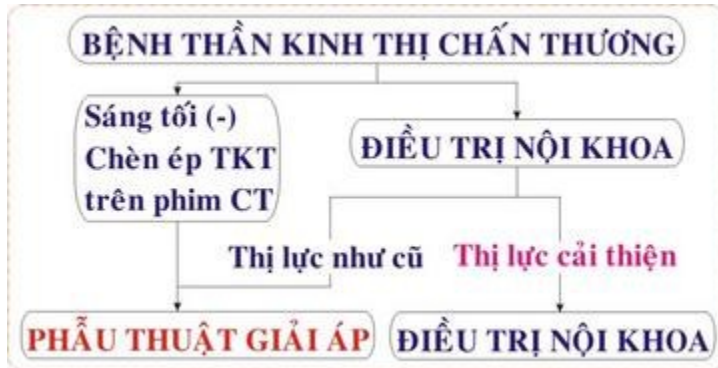 BỆNH THẦN KINH THỊ CHẤN THƯƠNG
Sáng tối (-)
Chèn ép TKT
trên phim CT
ĐIỀU TRỊ NỘI KHOA
Thị lực như cũ
Thị lực cải thiện
PHẪU THUẬT GIẢI ÁP
ĐIỀU TRỊ NỘI KHOA